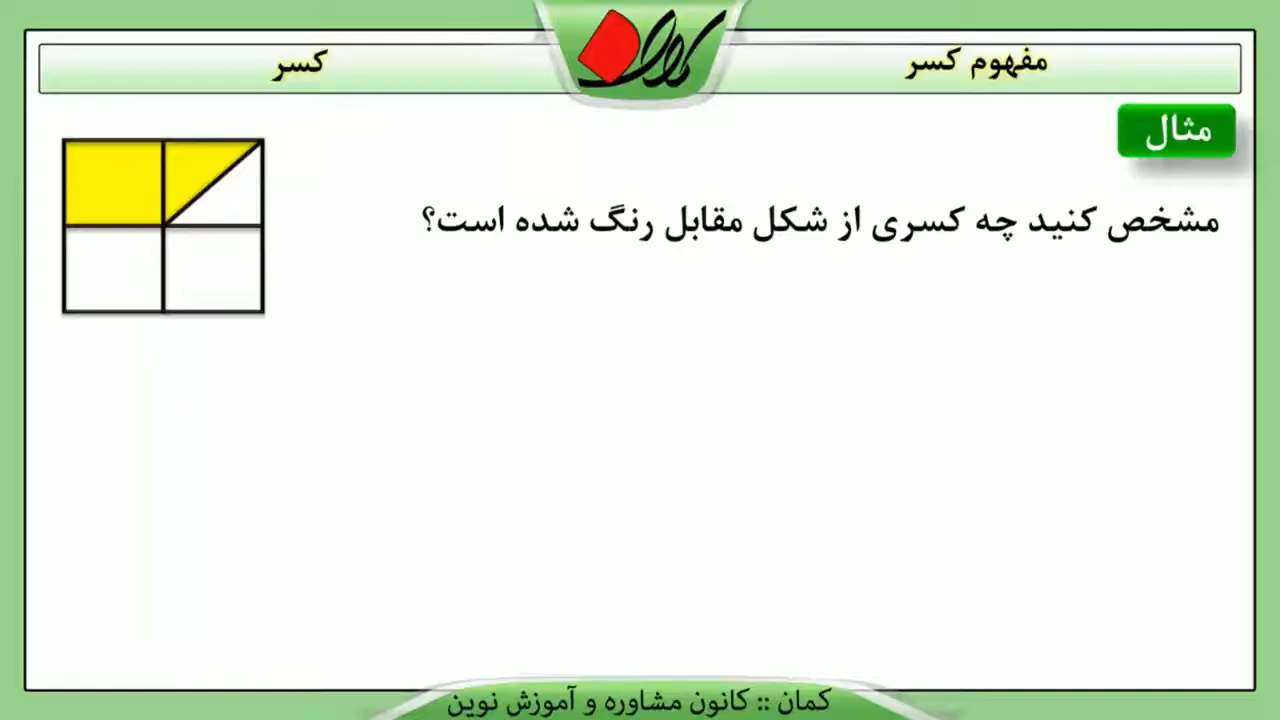 مفهوم کسر
کسر
مثال
مشخص کنید چه کسری از شکل مقابل رنگ شده است؟
کمان :: کانون مشاوره و آموزش نوین